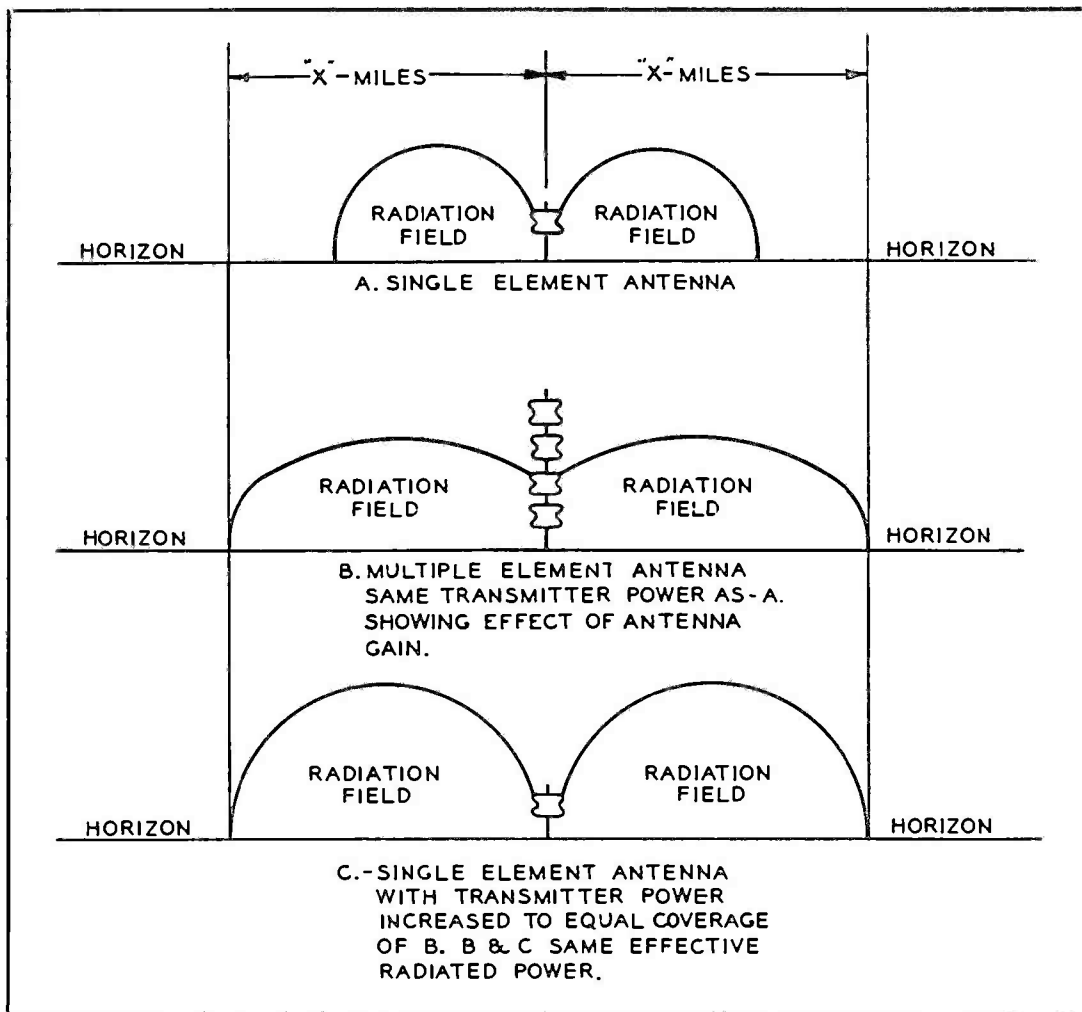 "X"-MILES "X"-MILES
RADIATION FIELD
RADIATION FIELD
HORIZON
HORIZON
A. SINGLE ELEMENT ANTENNA
RADIATION FIELD
RADIATION FIELD
HORIZON
HORIZON
B. MULTIPLE ELEMENT ANTENNA
SAME TRANSMITTER POWER AS-A.
SHOWING EFFECT OF ANTENNA
GAIN.
RADIATION FIELD
RADIATION FIELD
HORIZON
HORIZON
C.-SINGLE ELEMENT ANTENNA
WITH TRANSMITTER POWER
INCREASED TO EQUAL COVERAGE
OF B. B & C SAME EFFECTIVE
RADIATED POWER.